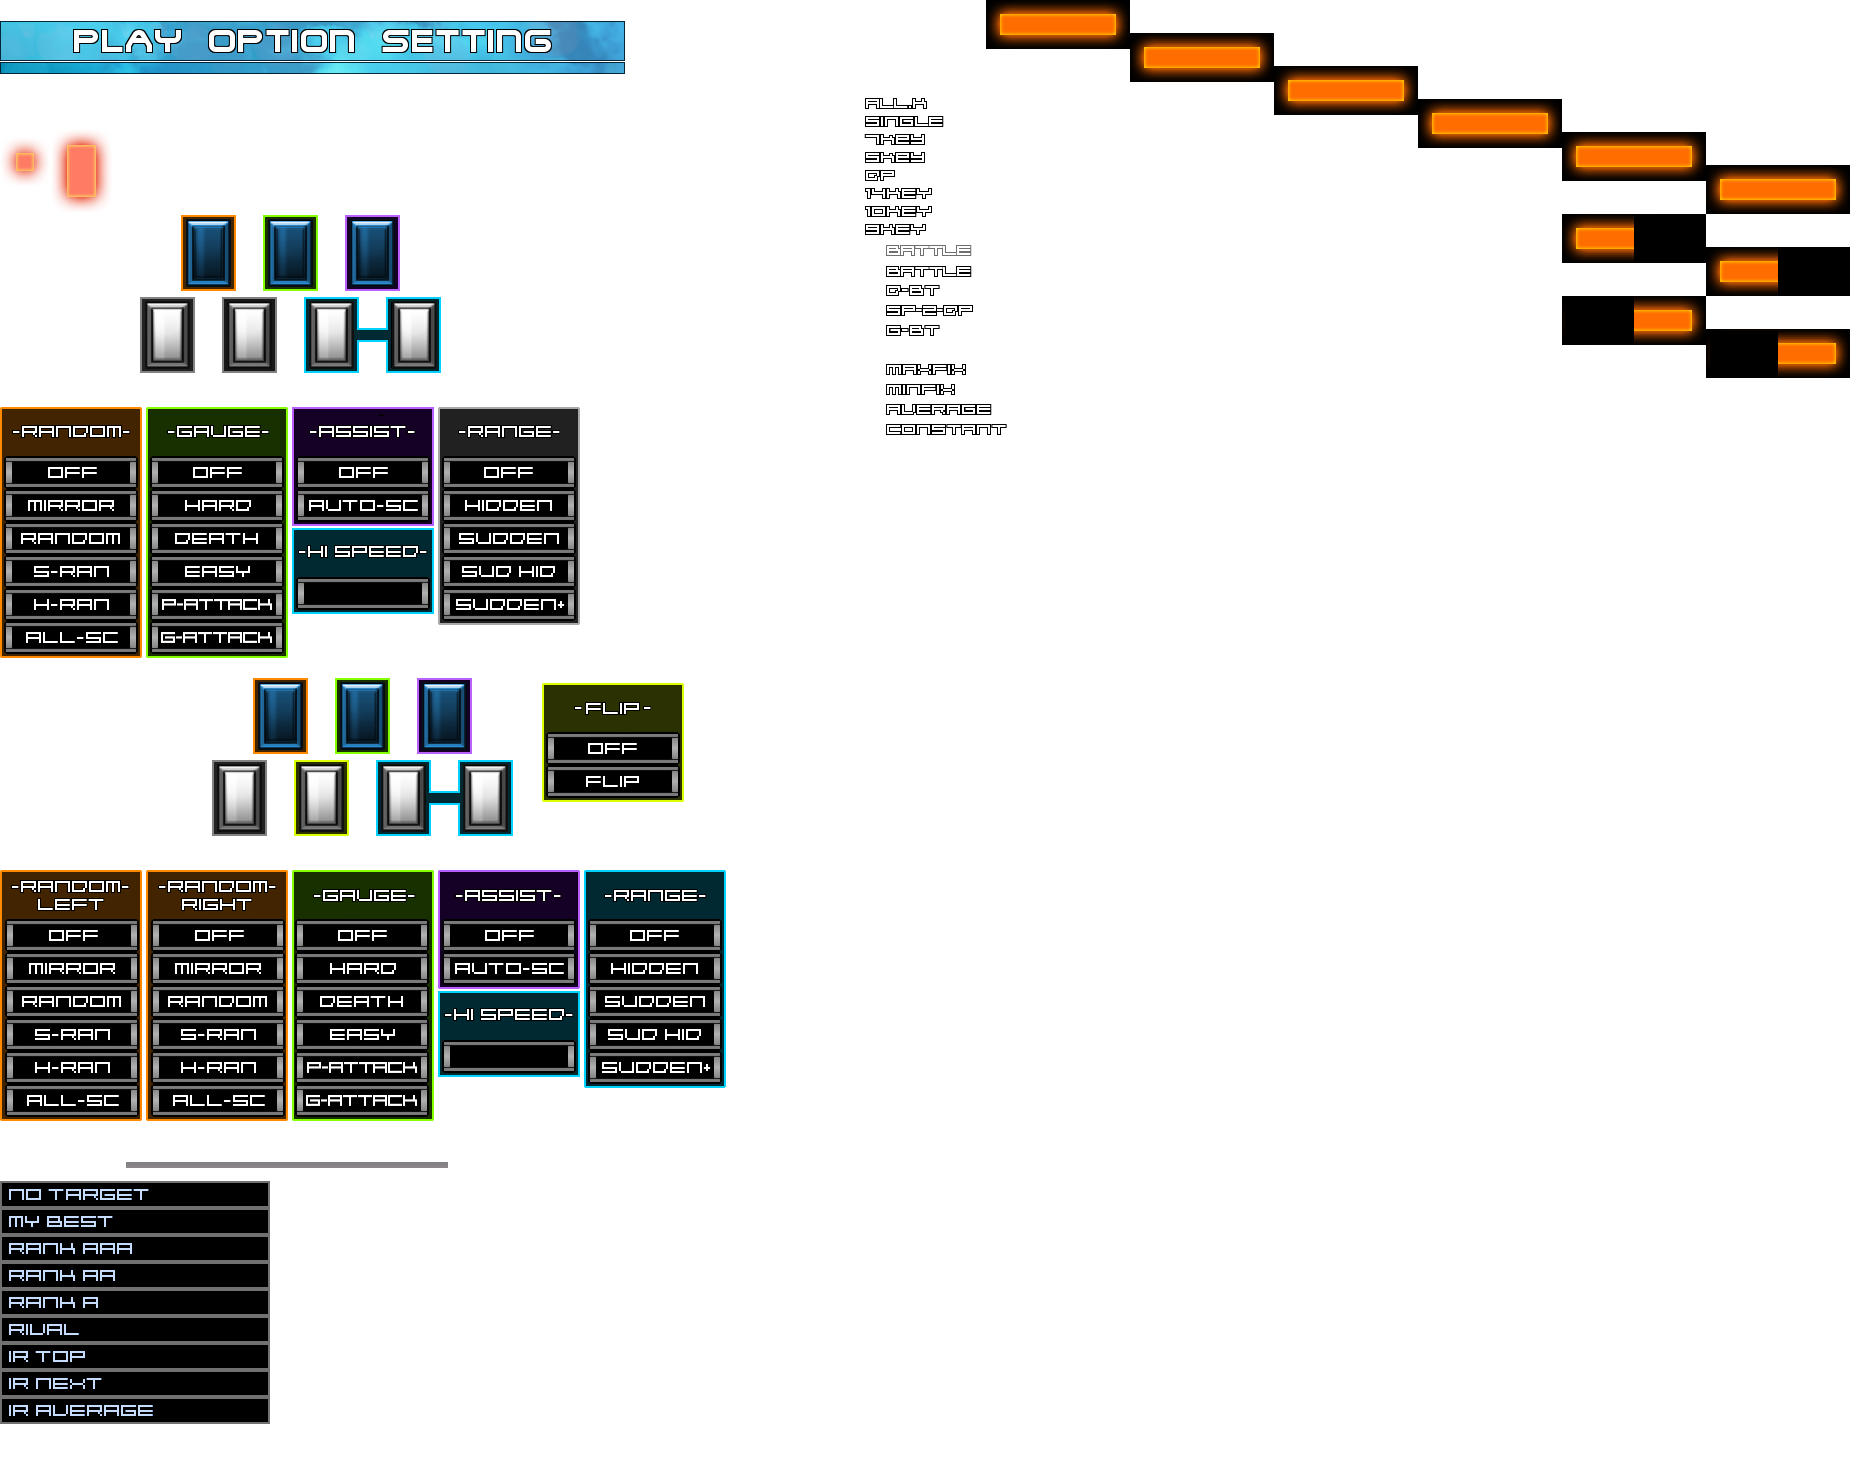 PLAY OPTION SETTING
ALL.K
SINGLE
7KEY
5KEY
DP
14KEY
10KEY
9KEY
BATTLE
BATTLE
D-BT
SP-2-DP
G-BT
MAXFIX
MINFIX
AVERAGE
CONSTANT
-RANDOM-
OFF
MIRROR
RANDOM
S-RAN
H-RAN
ALL-SC
-GAUGE-
OFF
HARD
DEATH
EASY
P-ATTACK
G-ATTACK
-ASSIST-
OFF
AUTO-SC
-HI SPEED-
-RANGE-
OFF
HIDDEN
SUDDEN
SUD HID
SUDDEN+
-FLIP-
OFF
FLIP
-RANDOM-
LEFT
OFF
MIRROR
RANDOM
S-RAN
H-RAN
ALL-SC
-RANDOM-
RIGHT
OFF
MIRROR
RANDOM
S-RAN
H-RAN
ALL-SC
-GAUGE-
OFF
HARD
DEATH
EASY
P-ATTACK
G-ATTACK
-ASSIST-
OFF
AUTO-SC
-HI SPEED-
-RANGE-
OFF
HIDDEN
SUDDEN
SUD HID
SUDDEN+
NO TARGET
MY BEST
RANK AAA
RANK AA
RANK A
RIVAL
IR TOP
IR NEXT
IR AVERAGE